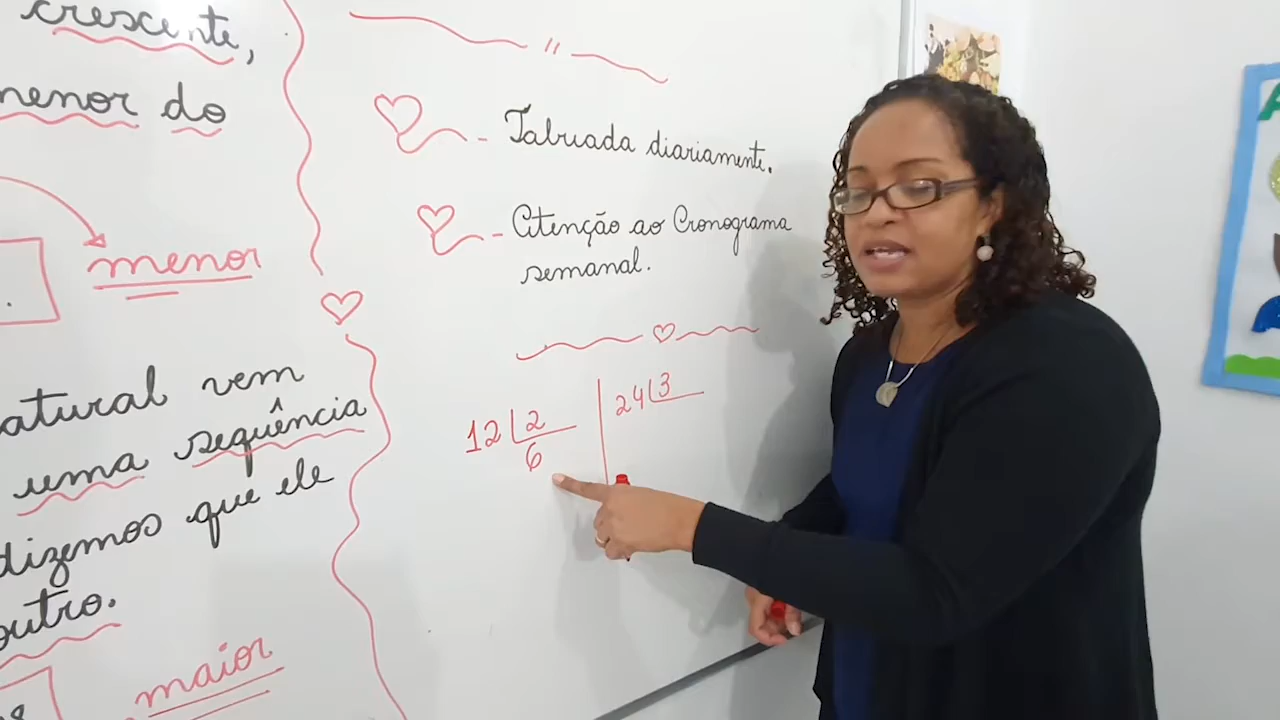 crescente,
menor do
menor
natural vem
uma sequência
dizemos que ele
outro.
maior
Tabuada diariamente.
Atenção ao Cronograma
semanal.
12 2
6
24 3